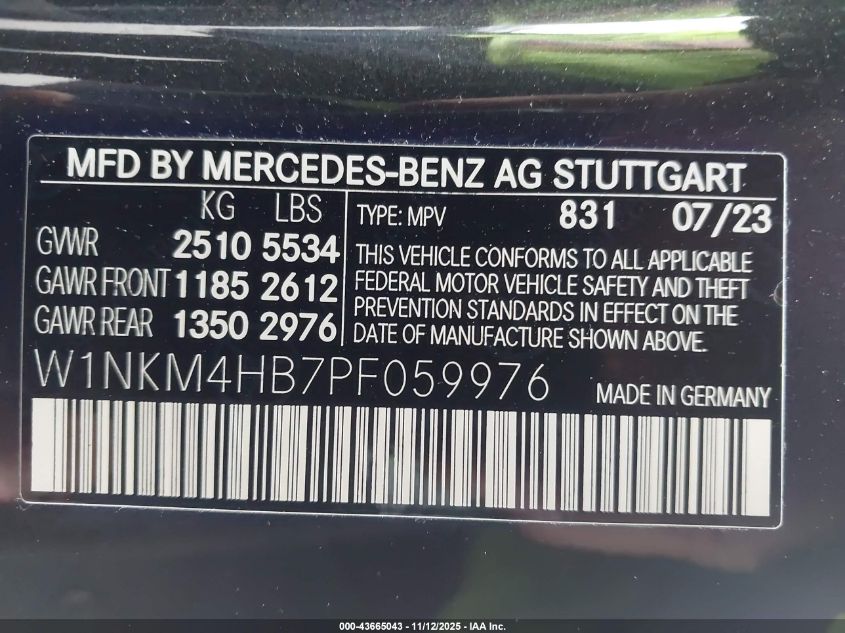 MFD BY MERCEDES-BENZ AG STUTTGART
KG LBS
GVWR 2510 5534
GAWR FRONT 1185 2612
GAWR REAR 1350 2976
TYPE: MPV 831 07/23
THIS VEHICLE CONFORMS TO ALL APPLICABLE
FEDERAL MOTOR VEHICLE SAFETY AND THEFT
PREVENTION STANDARDS IN EFFECT ON THE
DATE OF MANUFACTURE SHOWN ABOVE.
W1NKM4HB7PF059976
MADE IN GERMANY
000-43665043 - 11/12/2025 - IAA Inc.